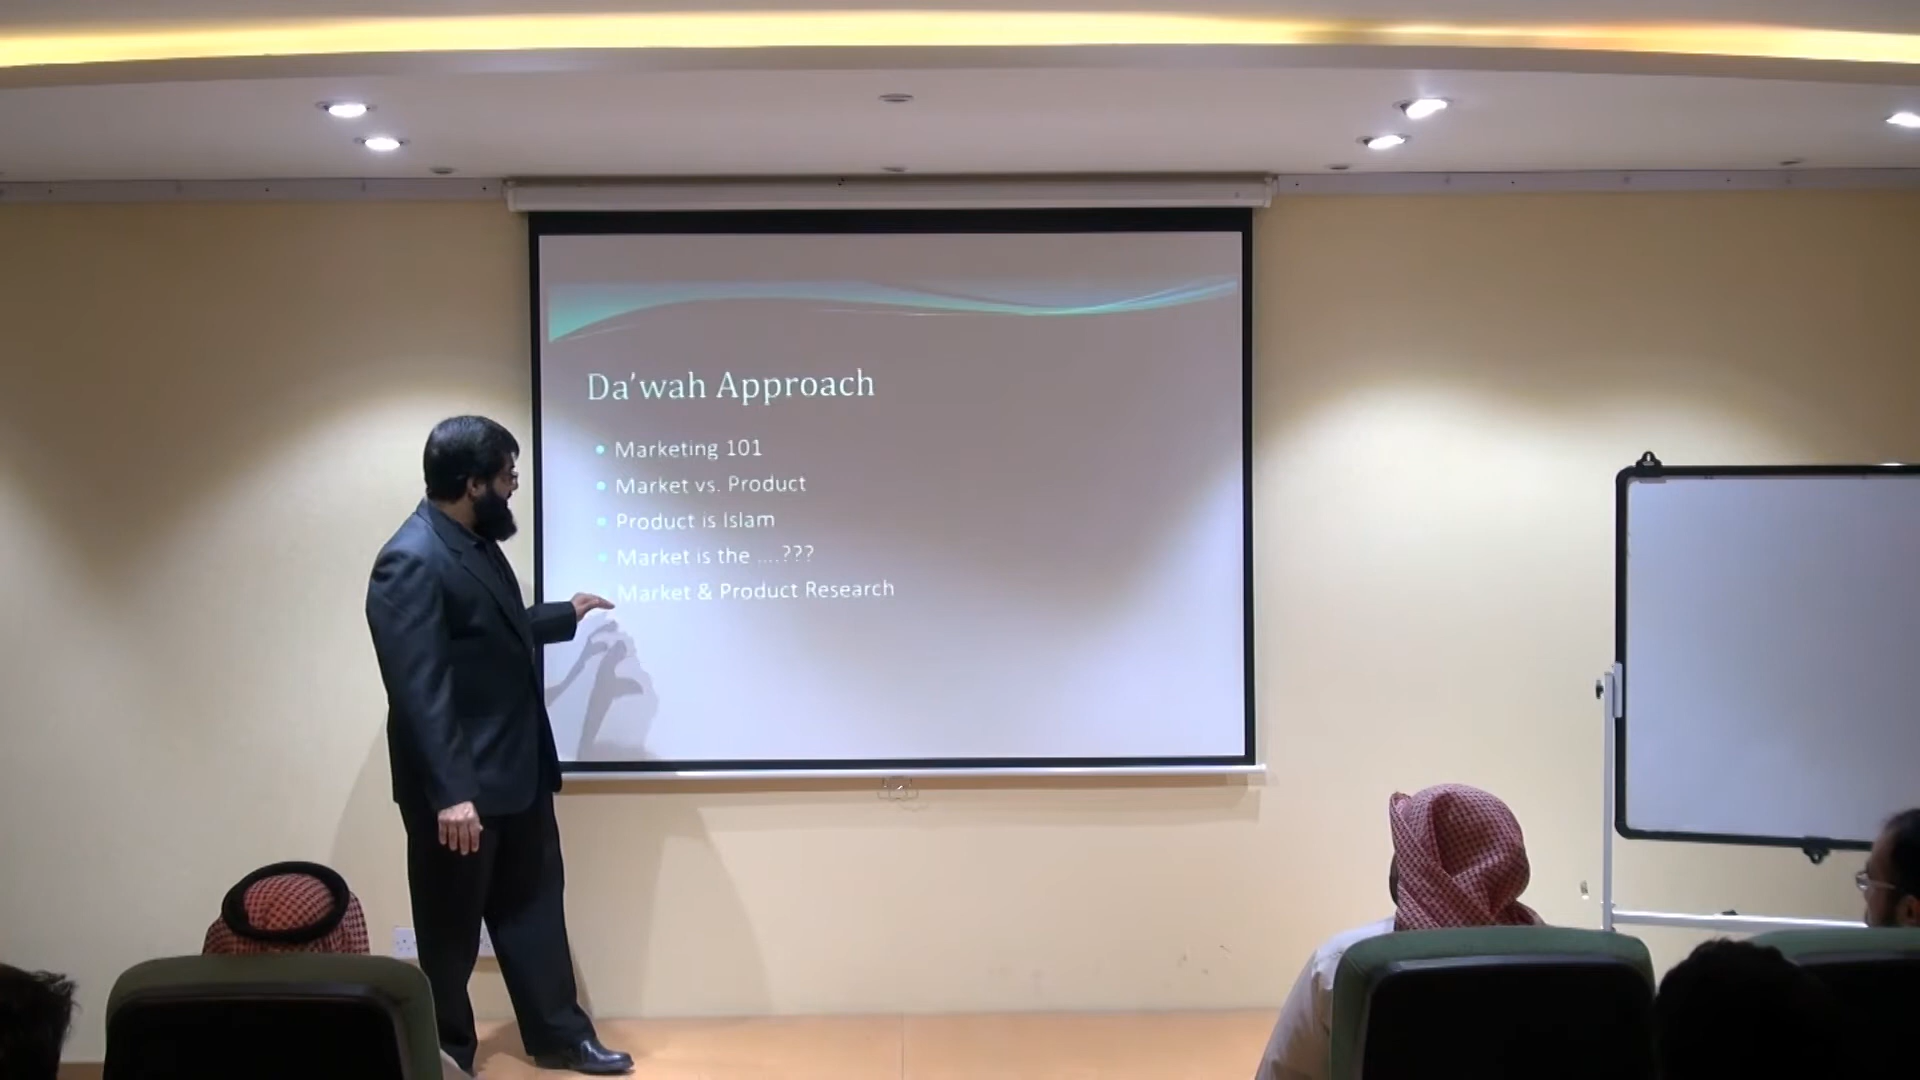 Da'wah Approach
Marketing 101
Market vs. Product
Product is Islam
Market is the ....???
Market & Product Research